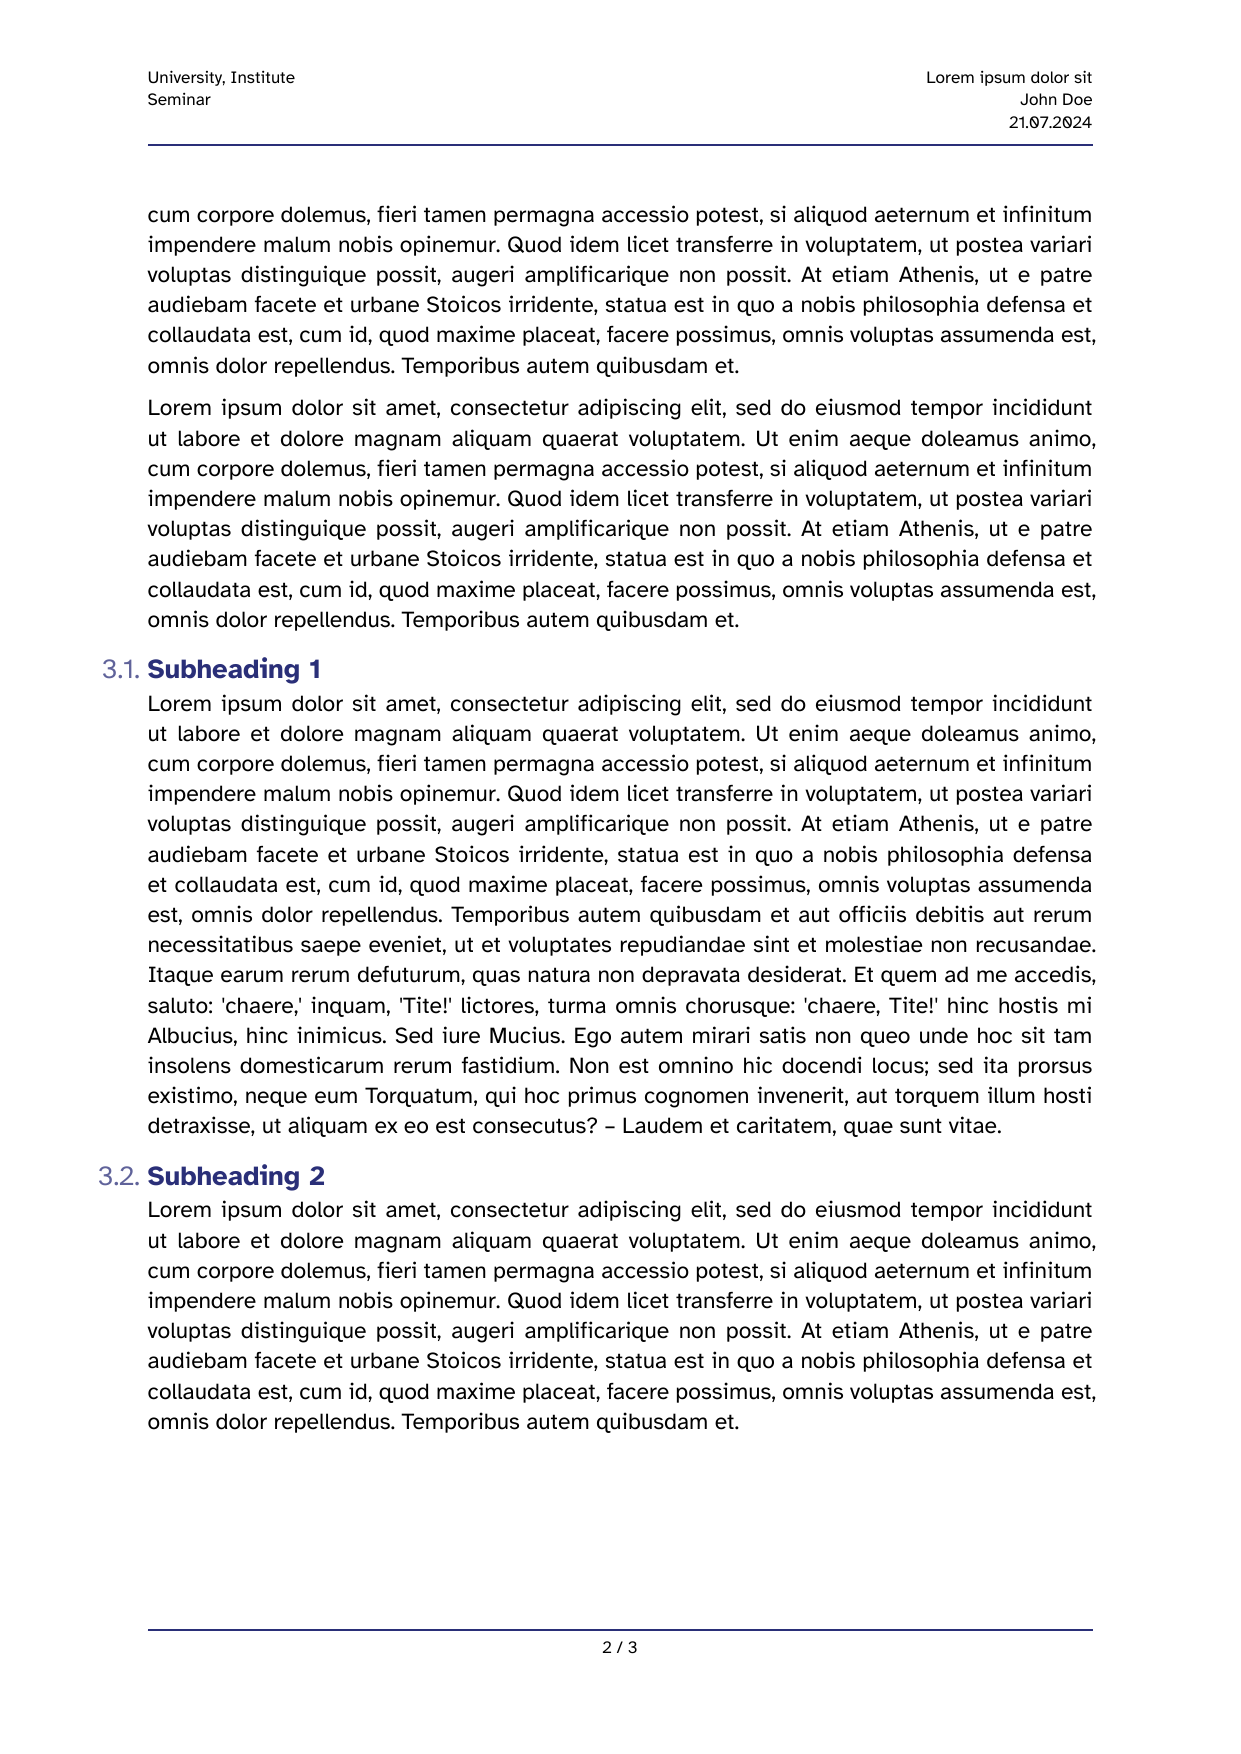 University, Institute
Seminar
Lorem ipsum dolor sit
John Doe
21.07.2024
cum corpore dolemus, fieri tamen permagna accessio potest, si aliquod aeternum et infinitum
impendere malum nobis opinemur. Quod idem licet transferre in voluptatem, ut postea variari
voluptas distinguique possit, augeri amplificarique non possit. At etiam Athenis, ut e patre
audiebam facete et urbane Stoicos irridente, statua est in quo a nobis philosophia defensa et
collaudata est, cum id, quod maxime placeat, facere possimus, omnis voluptas assumenda est,
omnis dolor repellendus. Temporibus autem quibusdam et.
Lorem ipsum dolor sit amet, consectetur adipiscing elit, sed do eiusmod tempor incididunt
ut labore et dolore magnam aliquam quaerat voluptatem. Ut enim aeque doleamus animo,
cum corpore dolemus, fieri tamen permagna accessio potest, si aliquod aeternum et infinitum
impendere malum nobis opinemur. Quod idem licet transferre in voluptatem, ut postea variari
voluptas distinguique possit, augeri amplificarique non possit. At etiam Athenis, ut e patre
audiebam facete et urbane Stoicos irridente, statua est in quo a nobis philosophia defensa et
collaudata est, cum id, quod maxime placeat, facere possimus, omnis voluptas assumenda est,
omnis dolor repellendus. Temporibus autem quibusdam et.
3.1. Subheading 1
Lorem ipsum dolor sit amet, consectetur adipiscing elit, sed do eiusmod tempor incididunt
ut labore et dolore magnam aliquam quaerat voluptatem. Ut enim aeque doleamus animo,
cum corpore dolemus, fieri tamen permagna accessio potest, si aliquod aeternum et infinitum
impendere malum nobis opinemur. Quod idem licet transferre in voluptatem, ut postea variari
voluptas distinguique possit, augeri amplificarique non possit. At etiam Athenis, ut e patre
audiebam facete et urbane Stoicos irridente, statua est in quo a nobis philosophia defensa
et collaudata est, cum id, quod maxime placeat, facere possimus, omnis voluptas assumenda
est, omnis dolor repellendus. Temporibus autem quibusdam et aut officiis debitis aut rerum
necessitatibus saepe eveniet, ut et voluptates repudiandae sint et molestiae non recusandae.
Itaque earum rerum defuturum, quas natura non depravata desiderat. Et quem ad me accedis,
saluto: 'chaere,' inquam, 'Tite!' lictores, turma omnis chorusque: 'chaere, Tite!' hinc hostis mi
Albucius, hinc inimicus. Sed iure Mucius. Ego autem mirari satis non queo unde hoc sit tam
insolens domesticarum rerum fastidium. Non est omnino hic docendi locus; sed ita prorsus
existimo, neque eum Torquatum, qui hoc primus cognomen invenerit, aut torquem illum hosti
detraxisse, ut aliquam ex eo est consecutus? – Laudem et caritatem, quae sunt vitae.
3.2. Subheading 2
Lorem ipsum dolor sit amet, consectetur adipiscing elit, sed do eiusmod tempor incididunt
ut labore et dolore magnam aliquam quaerat voluptatem. Ut enim aeque doleamus animo,
cum corpore dolemus, fieri tamen permagna accessio potest, si aliquod aeternum et infinitum
impendere malum nobis opinemur. Quod idem licet transferre in voluptatem, ut postea variari
voluptas distinguique possit, augeri amplificarique non possit. At etiam Athenis, ut e patre
audiebam facete et urbane Stoicos irridente, statua est in quo a nobis philosophia defensa et
collaudata est, cum id, quod maxime placeat, facere possimus, omnis voluptas assumenda est,
omnis dolor repellendus. Temporibus autem quibusdam et.
2 / 3